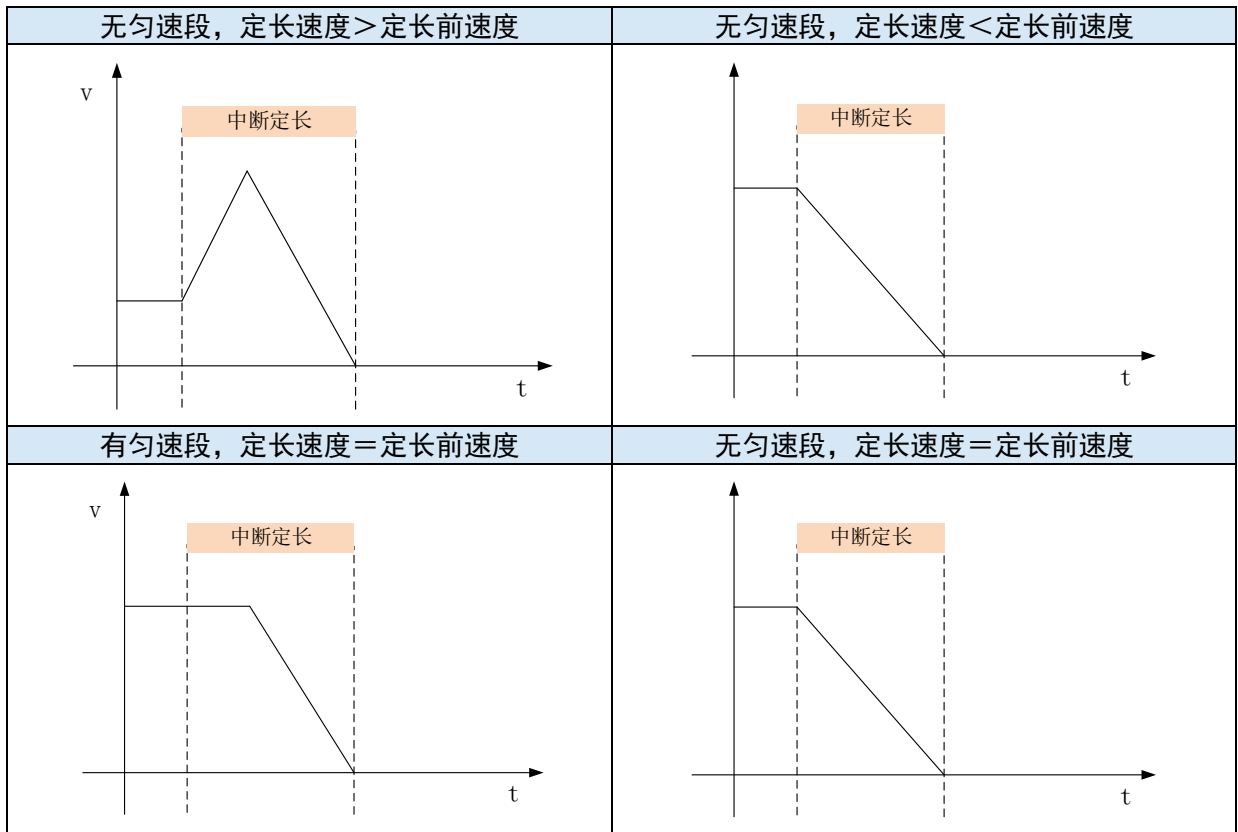 无匀速段，定长速度＞定长前速度
无匀速段，定长速度＜定长前速度
v
中断定长
t
中断定长
t
有匀速段，定长速度＝定长前速度
无匀速段，定长速度＝定长前速度
v
中断定长
t
中断定长
t